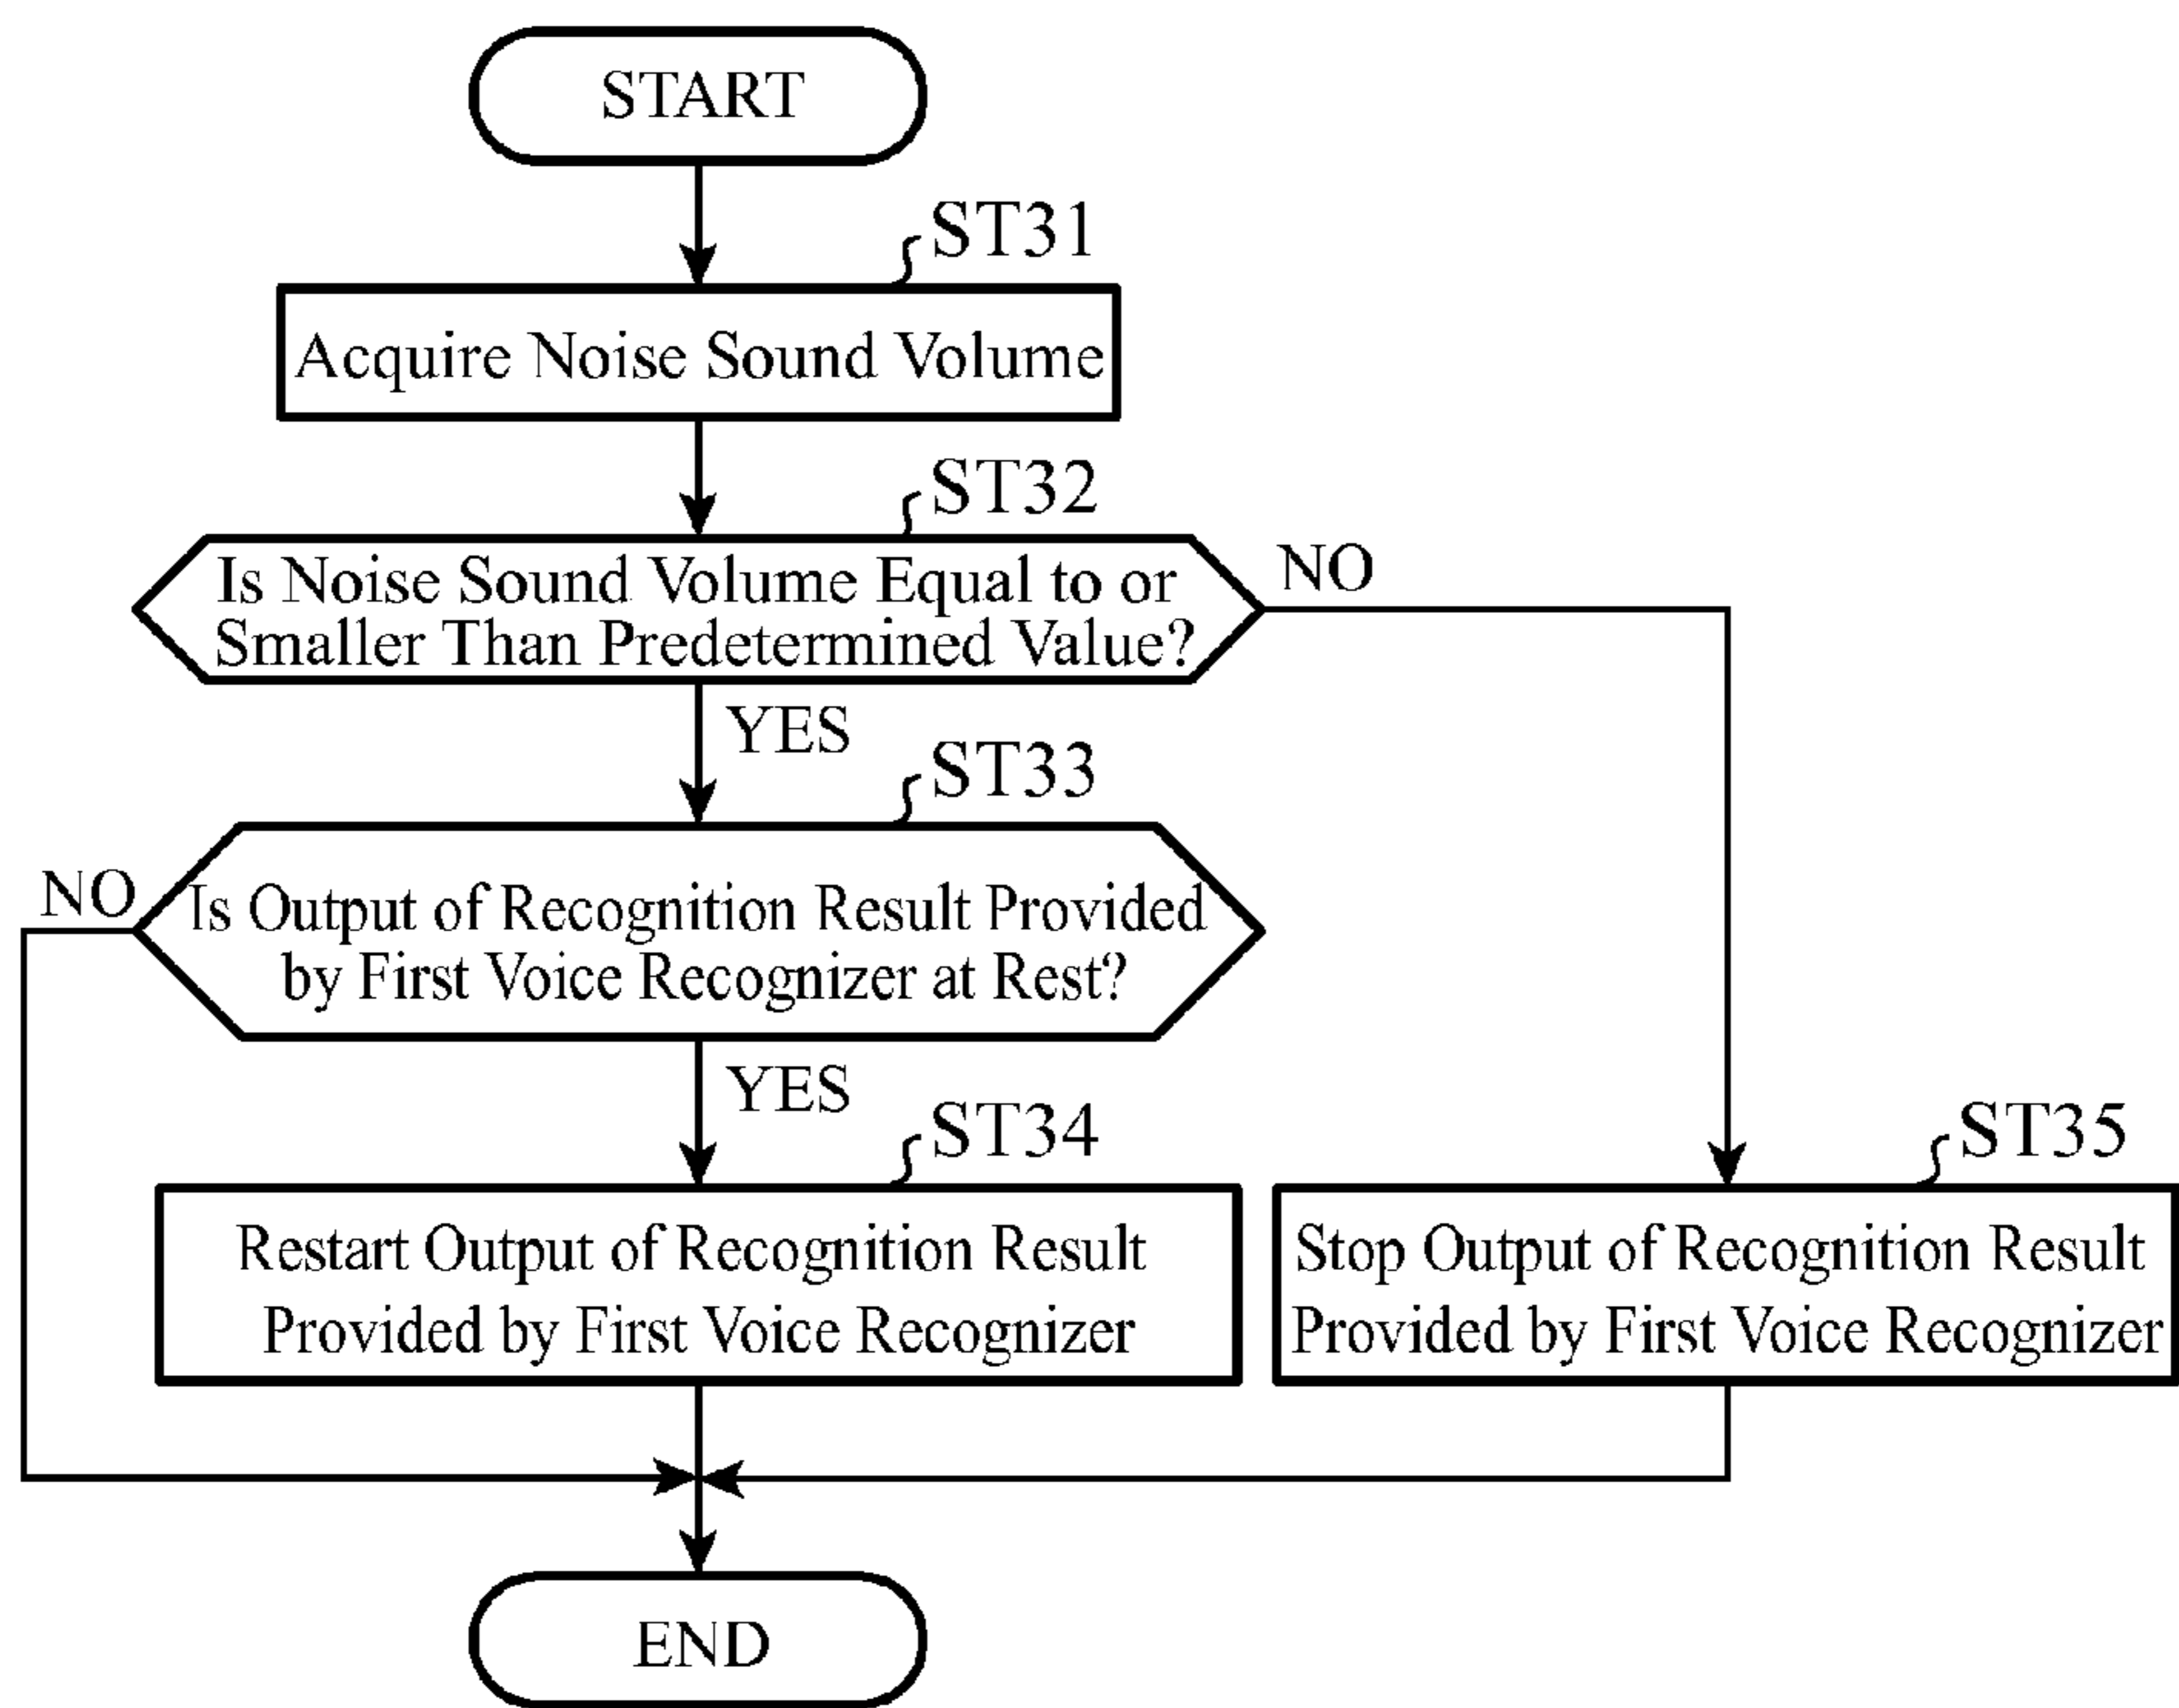 START
ST31
Acquire Noise Sound Volume
ST32
Is Noise Sound Volume Equal to or
Smaller Than Predetermined Value?
NO
YES
ST33
NO
Is Output of Recognition Result Provided
by First Voice Recognizer at Rest?
YES
ST34
Restart Output of Recognition Result
Provided by First Voice Recognizer
ST35
Stop Output of Recognition Result
Provided by First Voice Recognizer
END